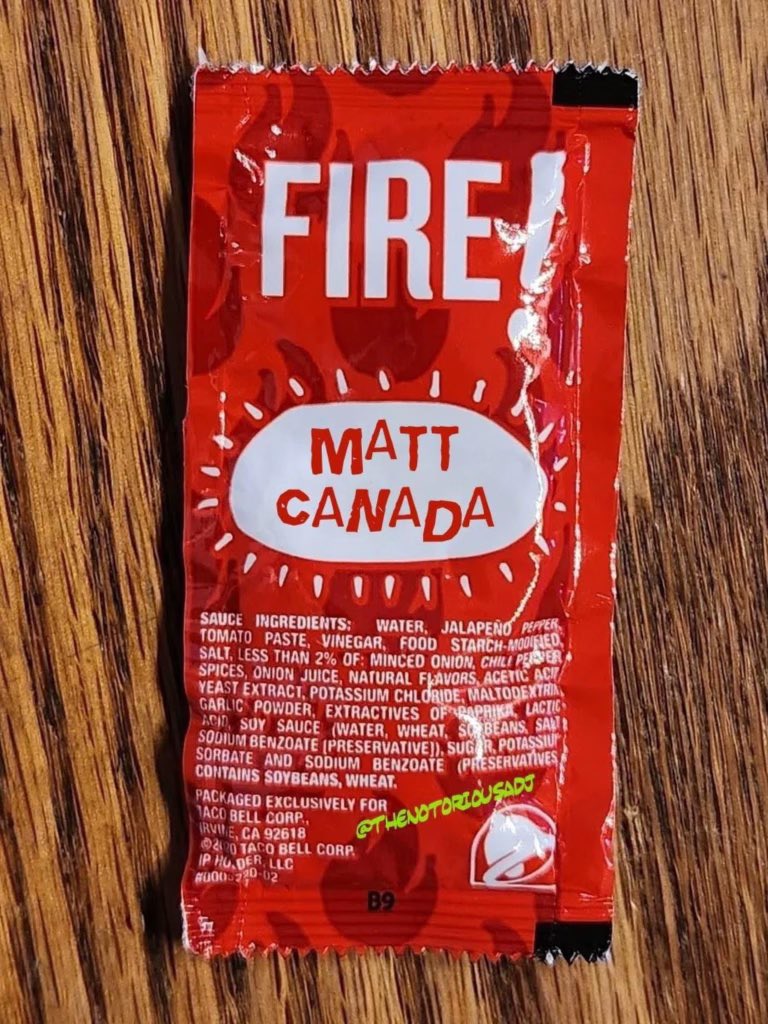 FIRE!
MATT
CANADA
SAUCE INGREDIENTS: WATER, JALAPEÑO PEPPER,
TOMATO PASTE, VINEGAR, FOOD STARCH-MODIFIED,
SALT, LESS THAN 2% OF: MINCED ONION, CHILI PEPPER,
SPICES, ONION JUICE, NATURAL FLAVORS, ACETIC ACID
YEAST EXTRACT, POTASSIUM CHLORIDE, MALTODEXTRIN
GARLIC POWDER, EXTRACTIVES OF PAPRIKA, LACTIC
ACID, SOY SAUCE (WATER, WHEAT, SOYBEANS, SALT
SODIUM BENZOATE (PRESERVATIVE)), SUGAR, POTASSIUM
SORBATE AND SODIUM BENZOATE (PRESERVATIVES
CONTAINS SOYBEANS, WHEAT.
PACKAGED EXCLUSIVELY FOR
TACO BELL CORP.
IRVINE, CA 92618
©2020 TACO BELL CORP.
IP HOLDER, LLC
@THENOTORIOUSADJ
B9